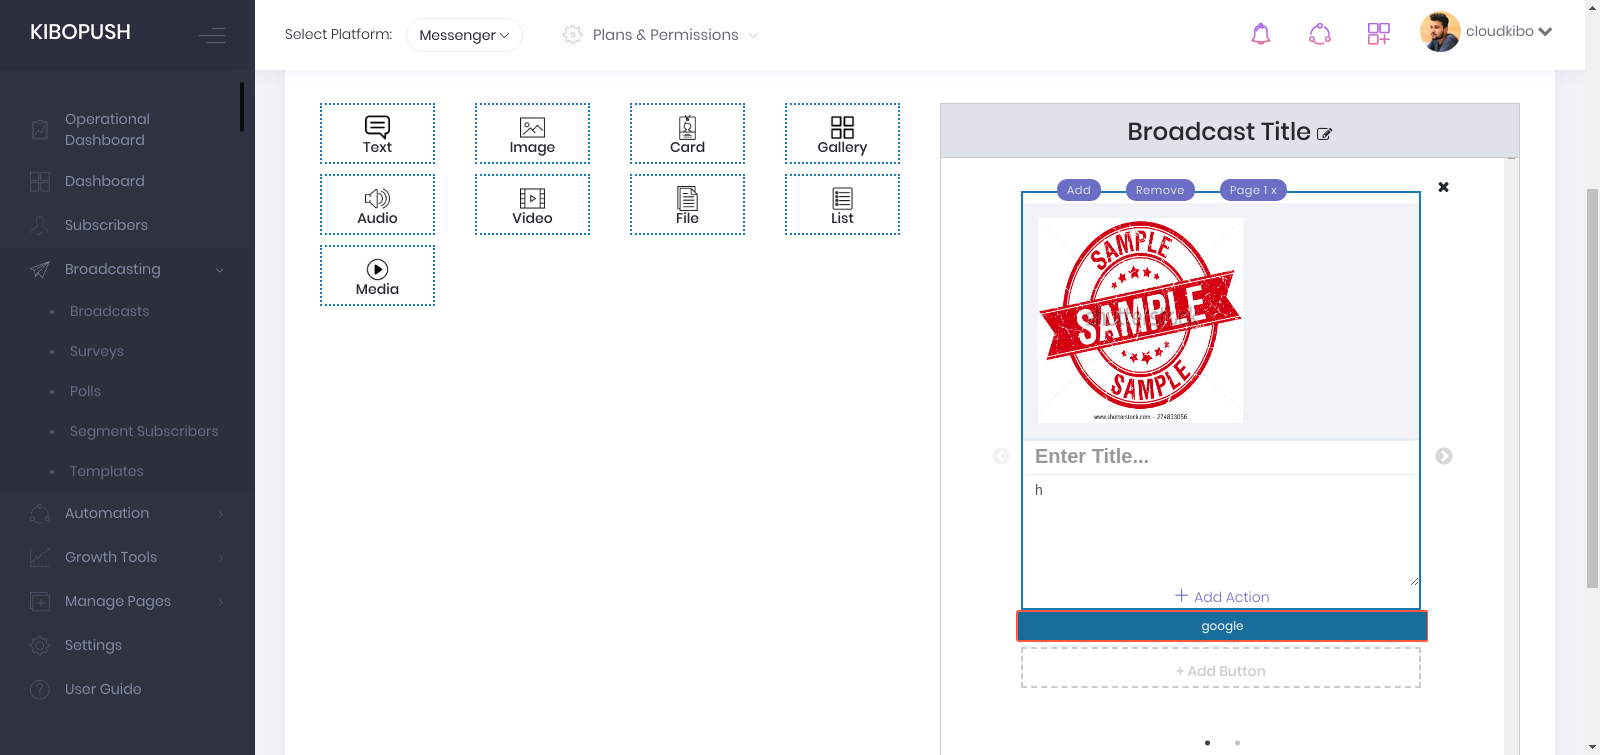 KIBOPUSH
Select Platform:
Messenger
Plans & Permissions
cloudkibo
Operational
Dashboard
Dashboard
Subscribers
Broadcasting
Broadcasts
Surveys
Polls
Segment Subscribers
Templates
Automation
Growth Tools
Manage Pages
Settings
User Guide
Text
Image
Card
Gallery
Audio
Video
File
List
Media
Broadcast Title
Add
Remove
Page 1 x
SAMPLE
SAMPLE
shutterstock
SAMPLE
www.shutterstock.com · 274833056
Enter Title...
h
+ Add Action
google
+ Add Button